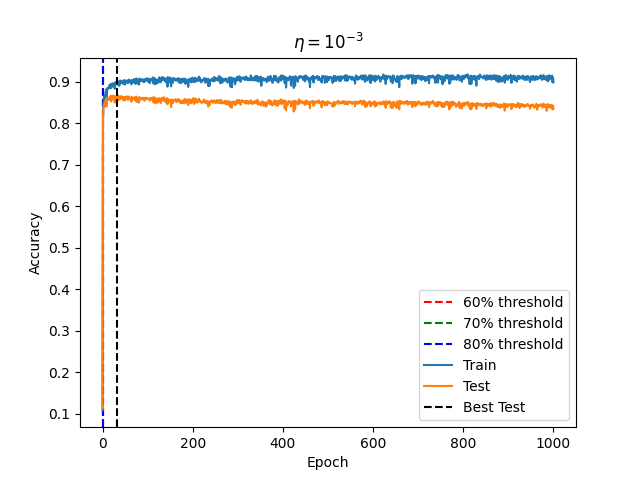 η = 10⁻³
Accuracy
0.9
0.8
0.7
0.6
0.5
0.4
0.3
0.2
0.1
60% threshold
70% threshold
80% threshold
Train
Test
Best Test
0 200 400 600 800 1000
Epoch